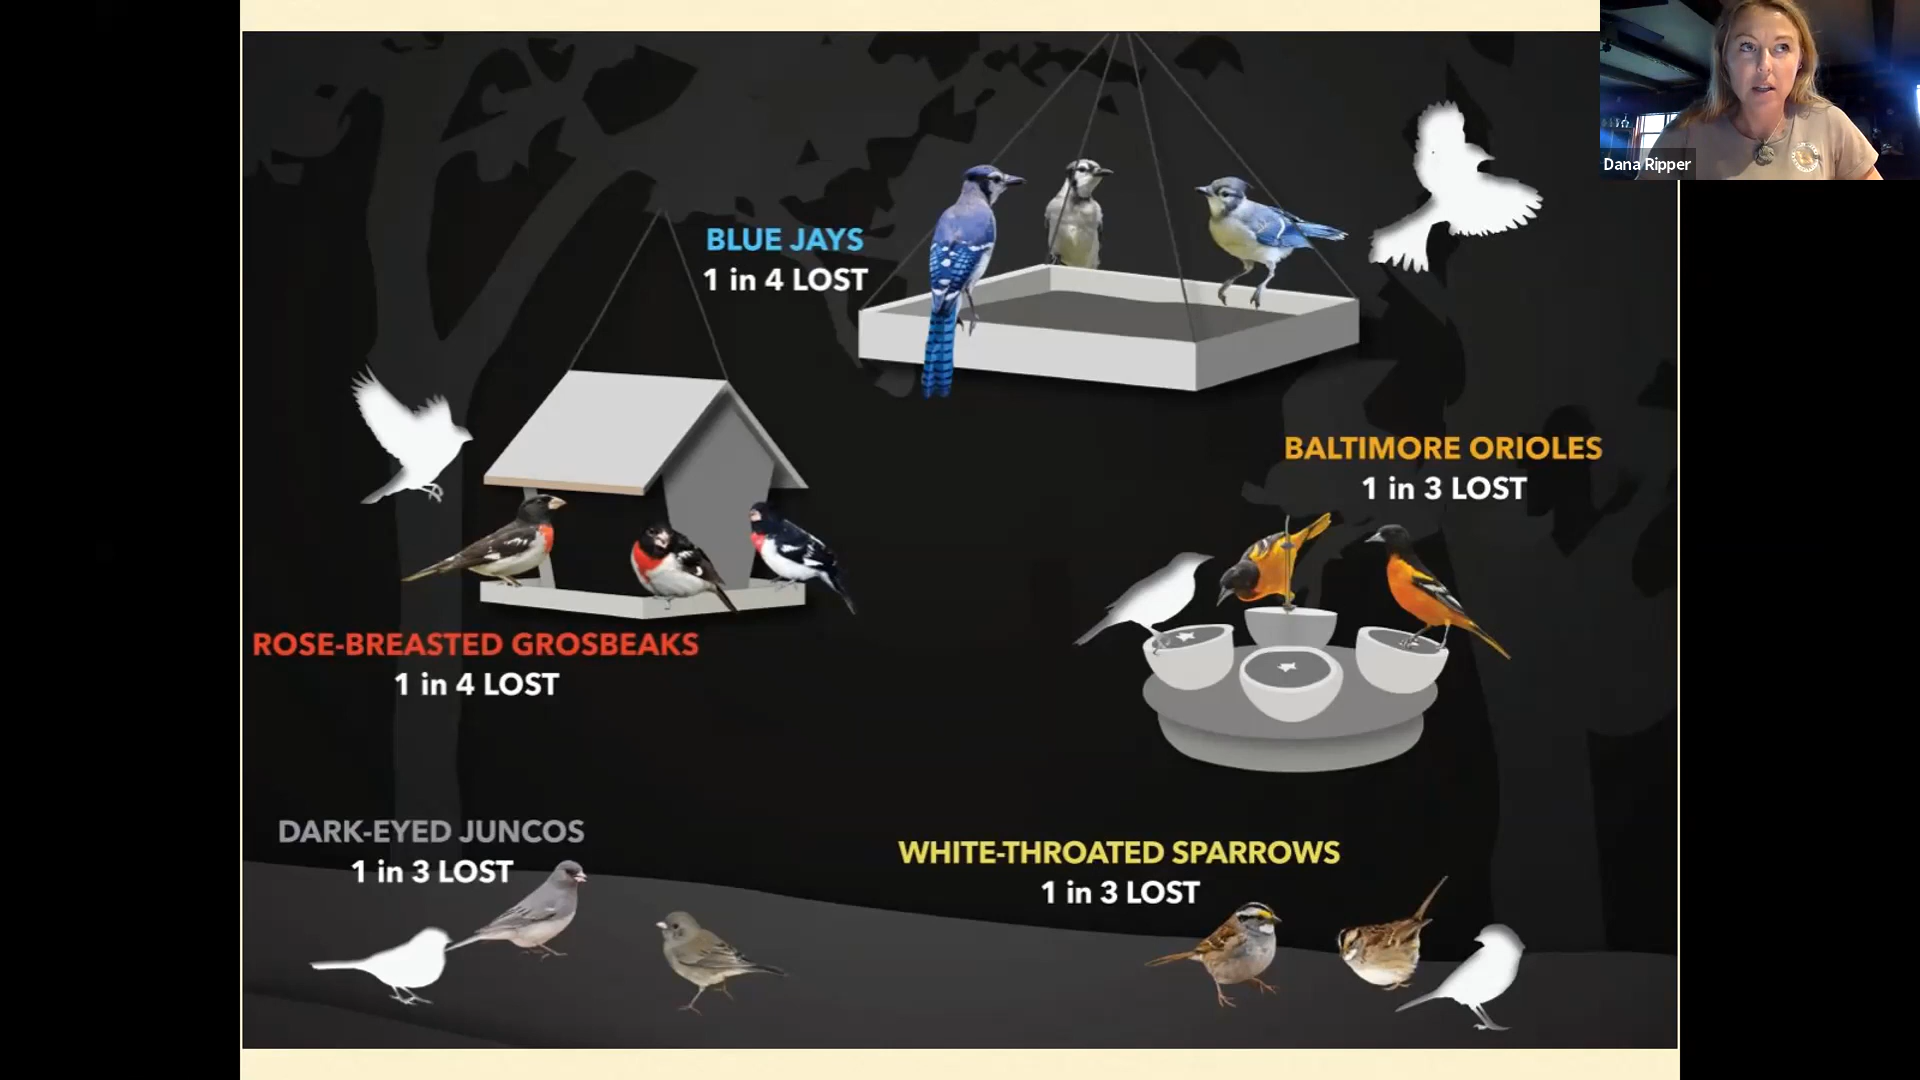 Dana Ripper
BLUE JAYS
1 in 4 LOST
BALTIMORE ORIOLES
1 in 3 LOST
ROSE-BREASTED GROSBEAKS
1 in 4 LOST
DARK-EYED JUNCOS
1 in 3 LOST
WHITE-THROATED SPARROWS
1 in 3 LOST